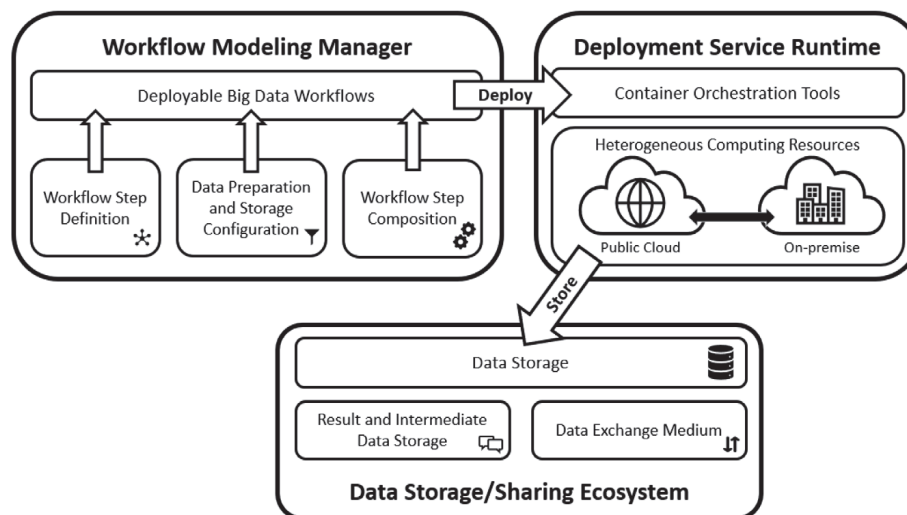 Workflow Modeling Manager
Deployable Big Data Workflows
Workflow Step
Definition
Data Preparation
and Storage
Configuration
Workflow Step
Composition
Deploy
Deployment Service Runtime
Container Orchestration Tools
Heterogeneous Computing Resources
Public Cloud
On-premise
Store
Data Storage
Result and Intermediate
Data Storage
Data Exchange Medium
Data Storage/Sharing Ecosystem